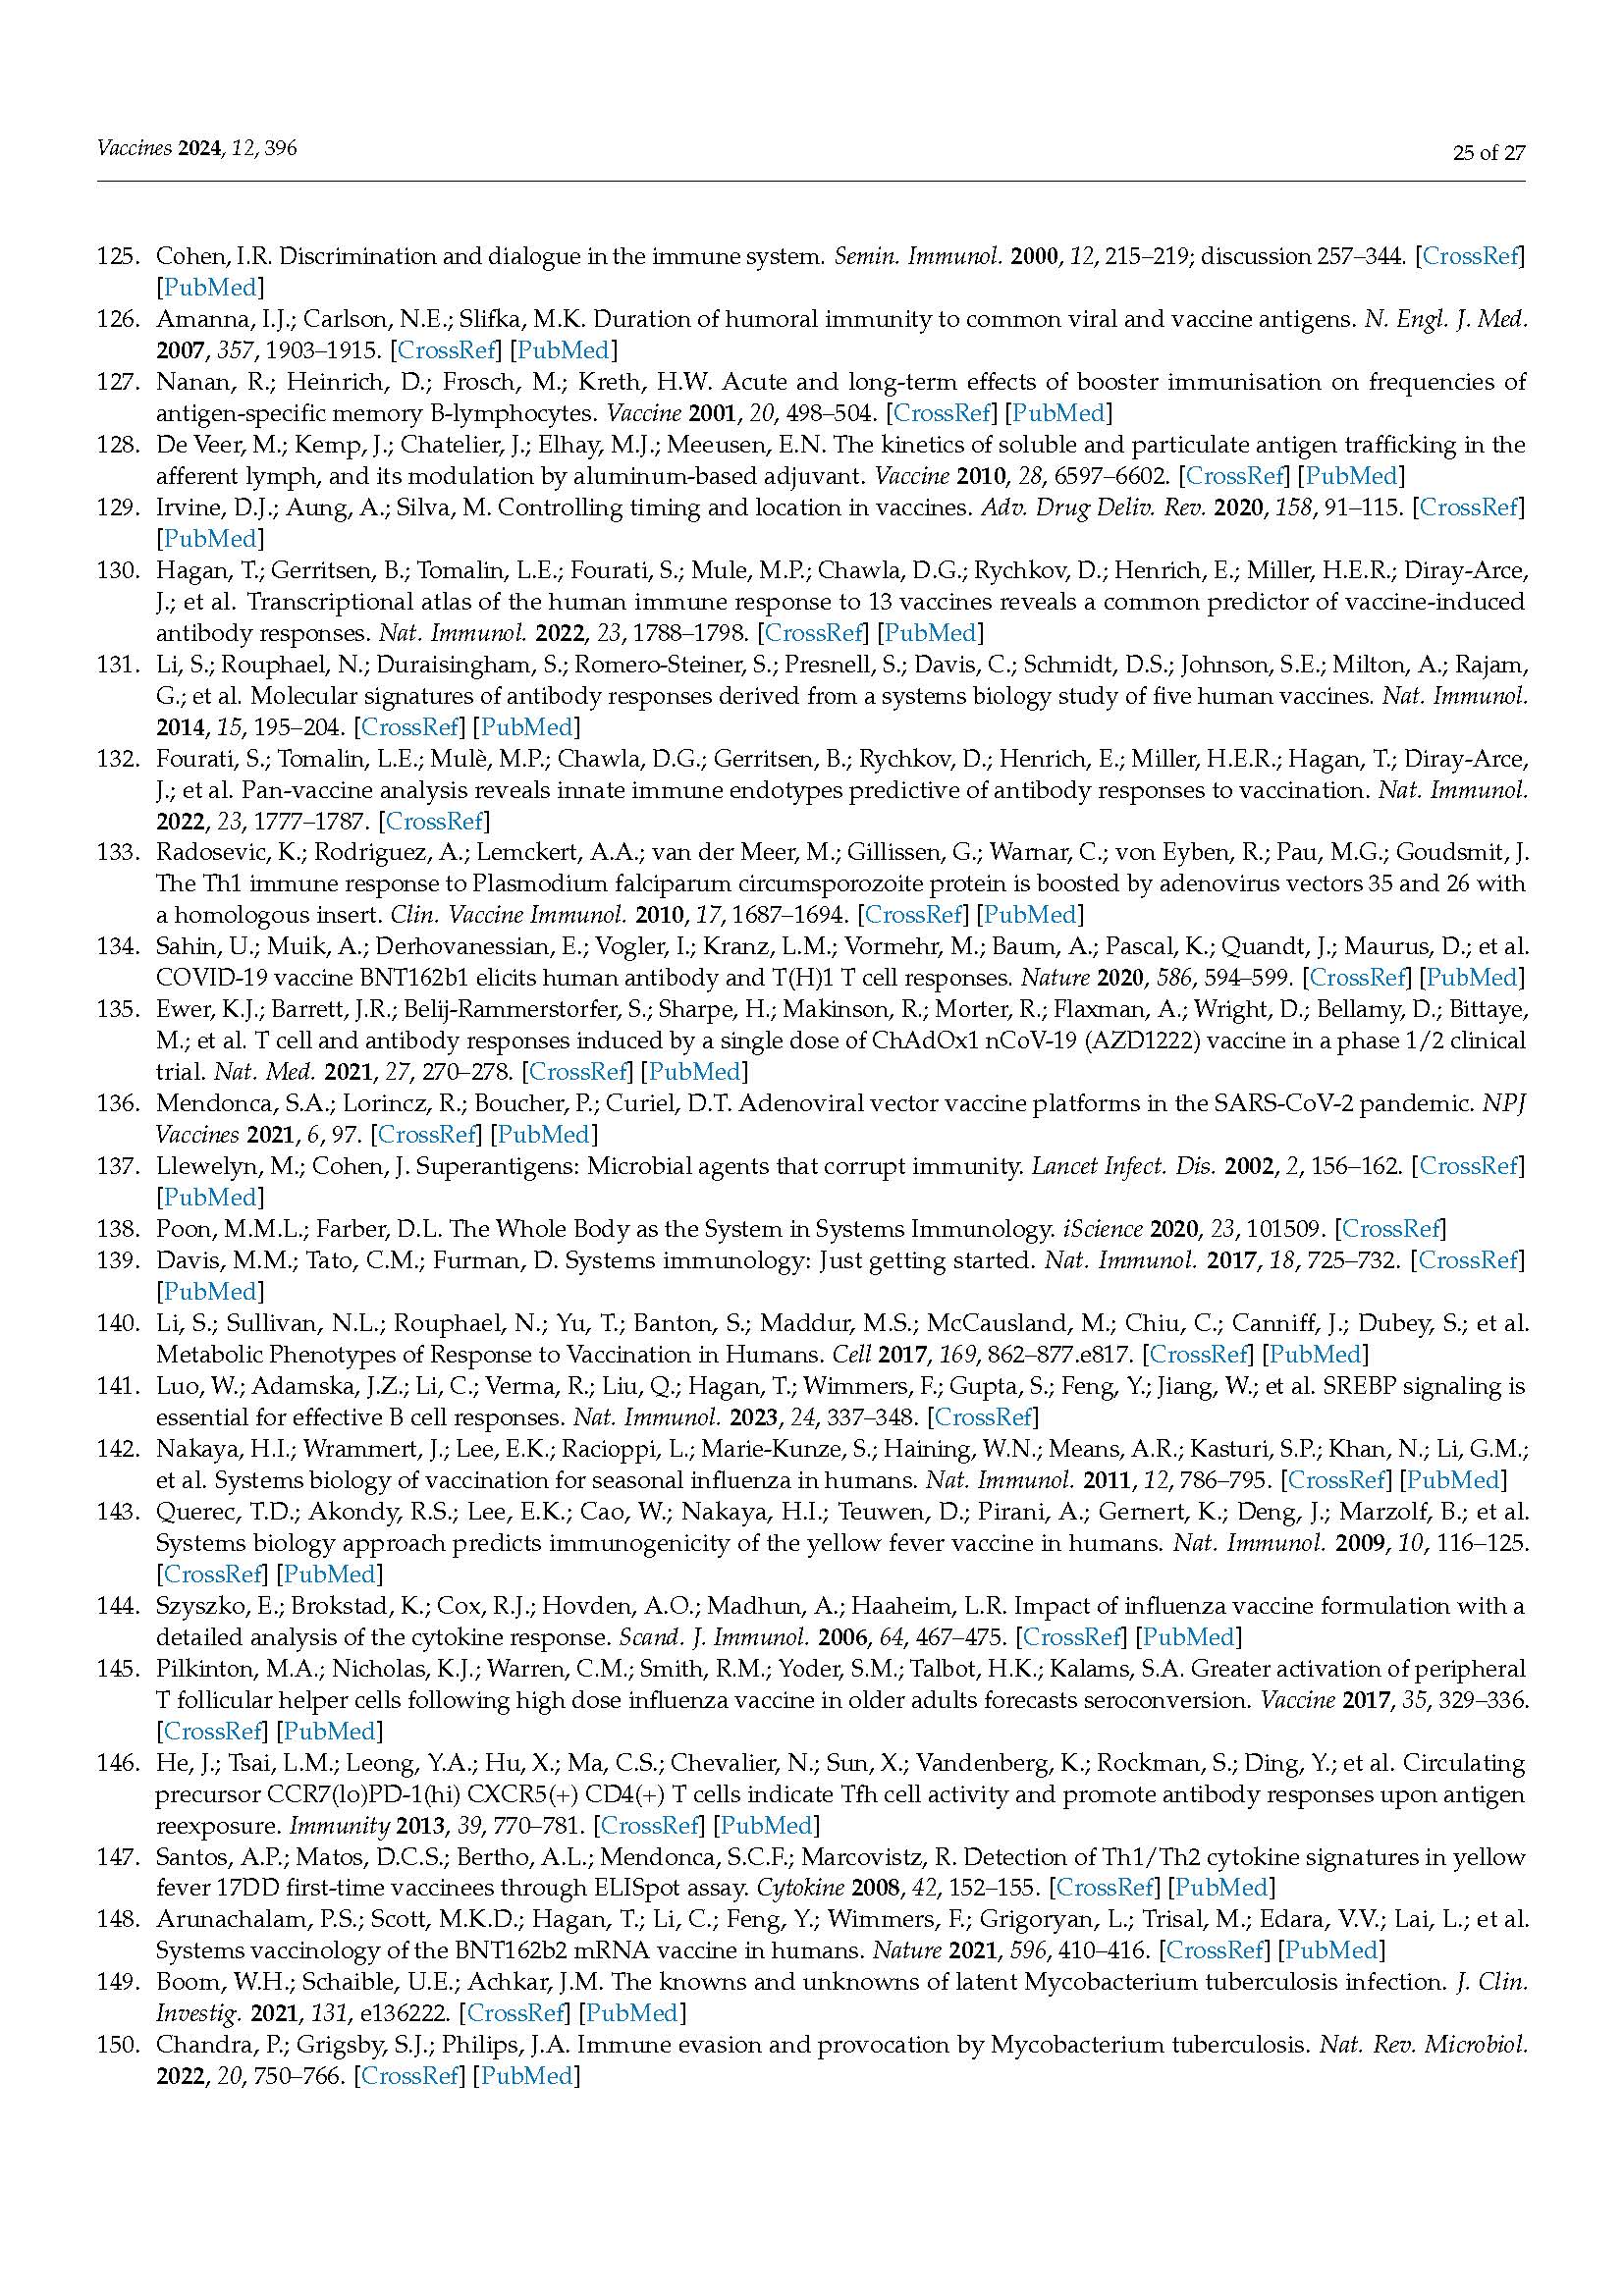 Vaccines 2024, 12, 396
25 of 27
125. Cohen, I.R. Discrimination and dialogue in the immune system. Semin. Immunol. 2000, 12, 215–219; discussion 257–344. [CrossRef]
[PubMed]
126. Amanna, I.J.; Carlson, N.E.; Slifka, M.K. Duration of humoral immunity to common viral and vaccine antigens. N. Engl. J. Med.
2007, 357, 1903–1915. [CrossRef] [PubMed]
127. Nanan, R.; Heinrich, D.; Frosch, M.; Kreth, H.W. Acute and long-term effects of booster immunisation on frequencies of
antigen-specific memory B-lymphocytes. Vaccine 2001, 20, 498–504. [CrossRef] [PubMed]
128. De Veer, M.; Kemp, J.; Chatelier, J.; Elhay, M.J.; Meeusen, E.N. The kinetics of soluble and particulate antigen trafficking in the
afferent lymph, and its modulation by aluminum-based adjuvant. Vaccine 2010, 28, 6597–6602. [CrossRef] [PubMed]
129. Irvine, D.J.; Aung, A.; Silva, M. Controlling timing and location in vaccines. Adv. Drug Deliv. Rev. 2020, 158, 91–115. [CrossRef]
[PubMed]
130. Hagan, T.; Gerritsen, B.; Tomalin, L.E.; Fourati, S.; Mule, M.P.; Chawla, D.G.; Rychkov, D.; Henrich, E.; Miller, H.E.R.; Diray-Arce,
J.; et al. Transcriptional atlas of the human immune response to 13 vaccines reveals a common predictor of vaccine-induced
antibody responses. Nat. Immunol. 2022, 23, 1788–1798. [CrossRef] [PubMed]
131. Li, S.; Rouphael, N.; Duraisingham, S.; Romero-Steiner, S.; Presnell, S.; Davis, C.; Schmidt, D.S.; Johnson, S.E.; Milton, A.; Rajam,
G.; et al. Molecular signatures of antibody responses derived from a systems biology study of five human vaccines. Nat. Immunol.
2014, 15, 195–204. [CrossRef] [PubMed]
132. Fourati, S.; Tomalin, L.E.; Mulè, M.P.; Chawla, D.G.; Gerritsen, B.; Rychkov, D.; Henrich, E.; Miller, H.E.R.; Hagan, T.; Diray-Arce,
J.; et al. Pan-vaccine analysis reveals innate immune endotypes predictive of antibody responses to vaccination. Nat. Immunol.
2022, 23, 1777–1787. [CrossRef]
133. Radosevic, K.; Rodriguez, A.; Lemckert, A.A.; van der Meer, M.; Gillissen, G.; Warnar, C.; von Eyben, R.; Pau, M.G.; Goudsmit, J.
The Th1 immune response to Plasmodium falciparum circumsporozoite protein is boosted by adenovirus vectors 35 and 26 with
a homologous insert. Clin. Vaccine Immunol. 2010, 17, 1687–1694. [CrossRef] [PubMed]
134. Sahin, U.; Muik, A.; Derhovanessian, E.; Vogler, I.; Kranz, L.M.; Vormehr, M.; Baum, A.; Pascal, K.; Quandt, J.; Maurus, D.; et al.
COVID-19 vaccine BNT162b1 elicits human antibody and T(H)1 T cell responses. Nature 2020, 586, 594–599. [CrossRef] [PubMed]
135. Ewer, K.J.; Barrett, J.R.; Belij-Rammerstorfer, S.; Sharpe, H.; Makinson, R.; Morter, R.; Flaxman, A.; Wright, D.; Bellamy, D.; Bittaye,
M.; et al. T cell and antibody responses induced by a single dose of ChAdOx1 nCoV-19 (AZD1222) vaccine in a phase 1/2 clinical
trial. Nat. Med. 2021, 27, 270–278. [CrossRef] [PubMed]
136. Mendonca, S.A.; Lorincz, R.; Boucher, P.; Curiel, D.T. Adenoviral vector vaccine platforms in the SARS-CoV-2 pandemic. NPJ
Vaccines 2021, 6, 97. [CrossRef] [PubMed]
137. Llewelyn, M.; Cohen, J. Superantigens: Microbial agents that corrupt immunity. Lancet Infect. Dis. 2002, 2, 156–162. [CrossRef]
[PubMed]
138. Poon, M.M.L.; Farber, D.L. The Whole Body as the System in Systems Immunology. iScience 2020, 23, 101509. [CrossRef]
139. Davis, M.M.; Tato, C.M.; Furman, D. Systems immunology: Just getting started. Nat. Immunol. 2017, 18, 725–732. [CrossRef]
[PubMed]
140. Li, S.; Sullivan, N.L.; Rouphael, N.; Yu, T.; Banton, S.; Maddur, M.S.; McCausland, M.; Chiu, C.; Canniff, J.; Dubey, S.; et al.
Metabolic Phenotypes of Response to Vaccination in Humans. Cell 2017, 169, 862–877.e817. [CrossRef] [PubMed]
141. Luo, W.; Adamska, J.Z.; Li, C.; Verma, R.; Liu, Q.; Hagan, T.; Wimmers, F.; Gupta, S.; Feng, Y.; Jiang, W.; et al. SREBP signaling is
essential for effective B cell responses. Nat. Immunol. 2023, 24, 337–348. [CrossRef]
142. Nakaya, H.I.; Wrammert, J.; Lee, E.K.; Racioppi, L.; Marie-Kunze, S.; Haining, W.N.; Means, A.R.; Kasturi, S.P.; Khan, N.; Li, G.M.;
et al. Systems biology of vaccination for seasonal influenza in humans. Nat. Immunol. 2011, 12, 786–795. [CrossRef] [PubMed]
143. Querec, T.D.; Akondy, R.S.; Lee, E.K.; Cao, W.; Nakaya, H.I.; Teuwen, D.; Pirani, A.; Gernert, K.; Deng, J.; Marzolf, B.; et al.
Systems biology approach predicts immunogenicity of the yellow fever vaccine in humans. Nat. Immunol. 2009, 10, 116–125.
[CrossRef] [PubMed]
144. Szyszko, E.; Brokstad, K.; Cox, R.J.; Hovden, A.O.; Madhun, A.; Haaheim, L.R. Impact of influenza vaccine formulation with a
detailed analysis of the cytokine response. Scand. J. Immunol. 2006, 64, 467–475. [CrossRef] [PubMed]
145. Pilkinton, M.A.; Nicholas, K.J.; Warren, C.M.; Smith, R.M.; Yoder, S.M.; Talbot, H.K.; Kalams, S.A. Greater activation of peripheral
T follicular helper cells following high dose influenza vaccine in older adults forecasts seroconversion. Vaccine 2017, 35, 329–336.
[CrossRef] [PubMed]
146. He, J.; Tsai, L.M.; Leong, Y.A.; Hu, X.; Ma, C.S.; Chevalier, N.; Sun, X.; Vandenberg, K.; Rockman, S.; Ding, Y.; et al. Circulating
precursor CCR7(lo)PD-1(hi) CXCR5(+) CD4(+) T cells indicate Tfh cell activity and promote antibody responses upon antigen
reexposure. Immunity 2013, 39, 770–781. [CrossRef] [PubMed]
147. Santos, A.P.; Matos, D.C.S.; Bertho, A.L.; Mendonca, S.C.F.; Marcovistz, R. Detection of Th1/Th2 cytokine signatures in yellow
fever 17DD first-time vaccinees through ELISpot assay. Cytokine 2008, 42, 152–155. [CrossRef] [PubMed]
148. Arunachalam, P.S.; Scott, M.K.D.; Hagan, T.; Li, C.; Feng, Y.; Wimmers, F.; Grigoryan, L.; Trisal, M.; Edara, V.V.; Lai, L.; et al.
Systems vaccinology of the BNT162b2 mRNA vaccine in humans. Nature 2021, 596, 410–416. [CrossRef] [PubMed]
149. Boom, W.H.; Schaible, U.E.; Achkar, J.M. The knowns and unknowns of latent Mycobacterium tuberculosis infection. J. Clin.
Investig. 2021, 131, e136222. [CrossRef] [PubMed]
150. Chandra, P.; Grigsby, S.J.; Philips, J.A. Immune evasion and provocation by Mycobacterium tuberculosis. Nat. Rev. Microbiol.
2022, 20, 750–766. [CrossRef] [PubMed]